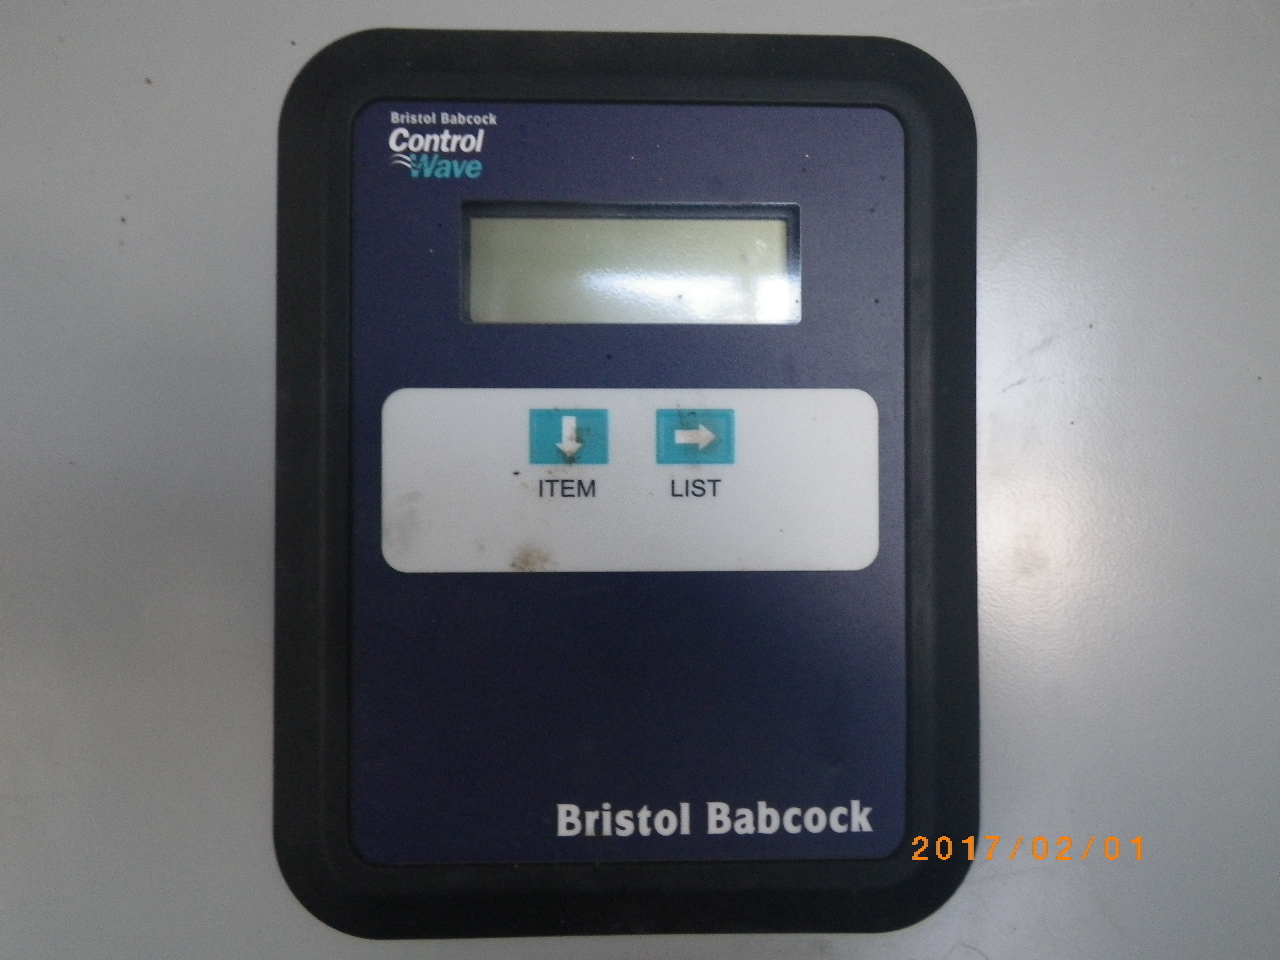 Bristol Babcock
Control
Wave
ITEM
LIST
Bristol Babcock
2017/02/01